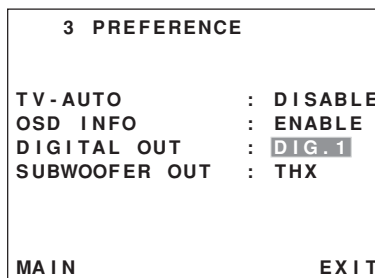 3 PREFERENCE
TV-AUTO : DISABLE
OSD INFO : ENABLE
DIGITAL OUT : DIG.1
SUBWOOFER OUT : THX
MAIN EXIT